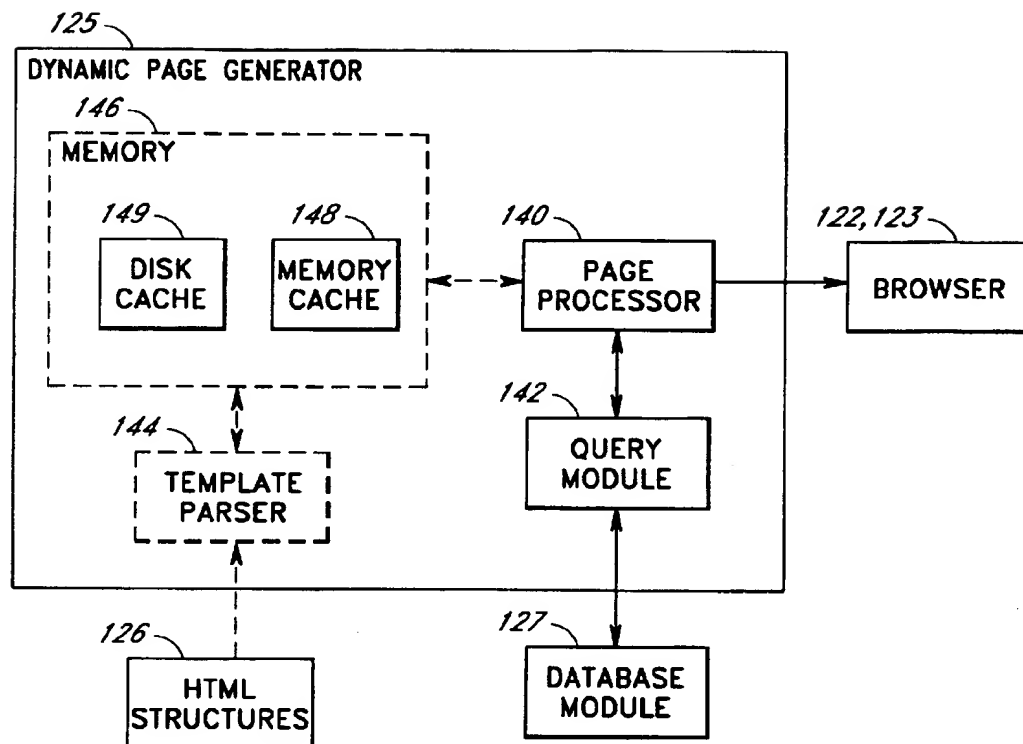 125
DYNAMIC PAGE GENERATOR
146
MEMORY
149
DISK
CACHE
148
MEMORY
CACHE
140
PAGE
PROCESSOR
122, 123
BROWSER
144
TEMPLATE
PARSER
142
QUERY
MODULE
126
HTML
STRUCTURES
127
DATABASE
MODULE